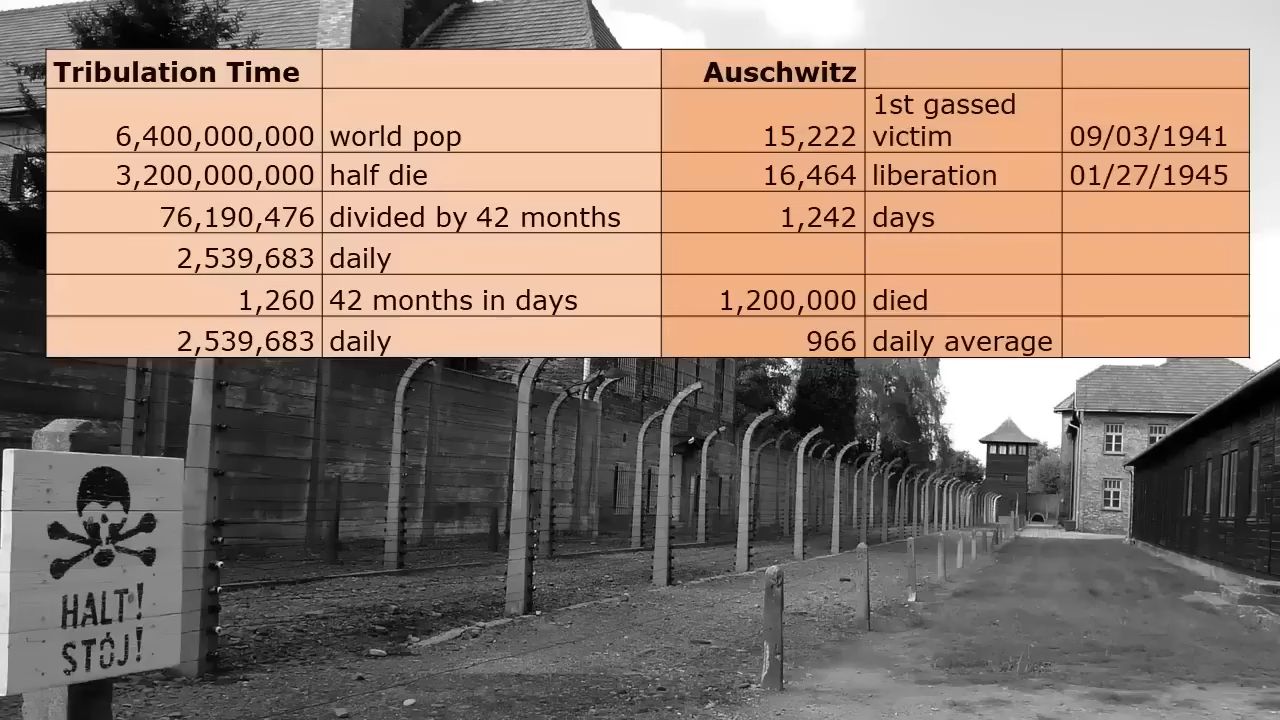 Tribulation Time Auschwitz
6,400,000,000 world pop 15,222 1st gassed victim 09/03/1941
3,200,000,000 half die 16,464 liberation 01/27/1945
76,190,476 divided by 42 months 1,242 days
2,539,683 daily
1,260 42 months in days 1,200,000 died
2,539,683 daily 966 daily average
HALT!
STÓJ!